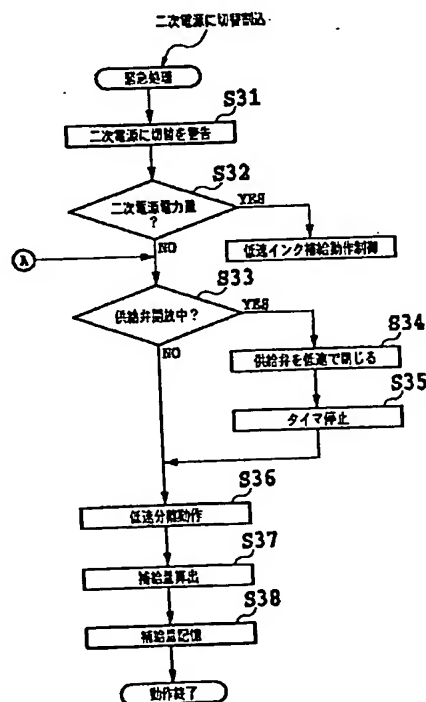 二次電源に切替割込
緊急処理
S31
二次電源に切替を警告
S32
二次電源電力量
?
YES
NO
低速インク補給動作制御
A
S33
供給弁開放中?
YES
NO
S34
供給弁を低速で閉じる
S35
タイマ停止
S36
低速分離動作
S37
補給量算出
S38
補給量記憶
動作終了